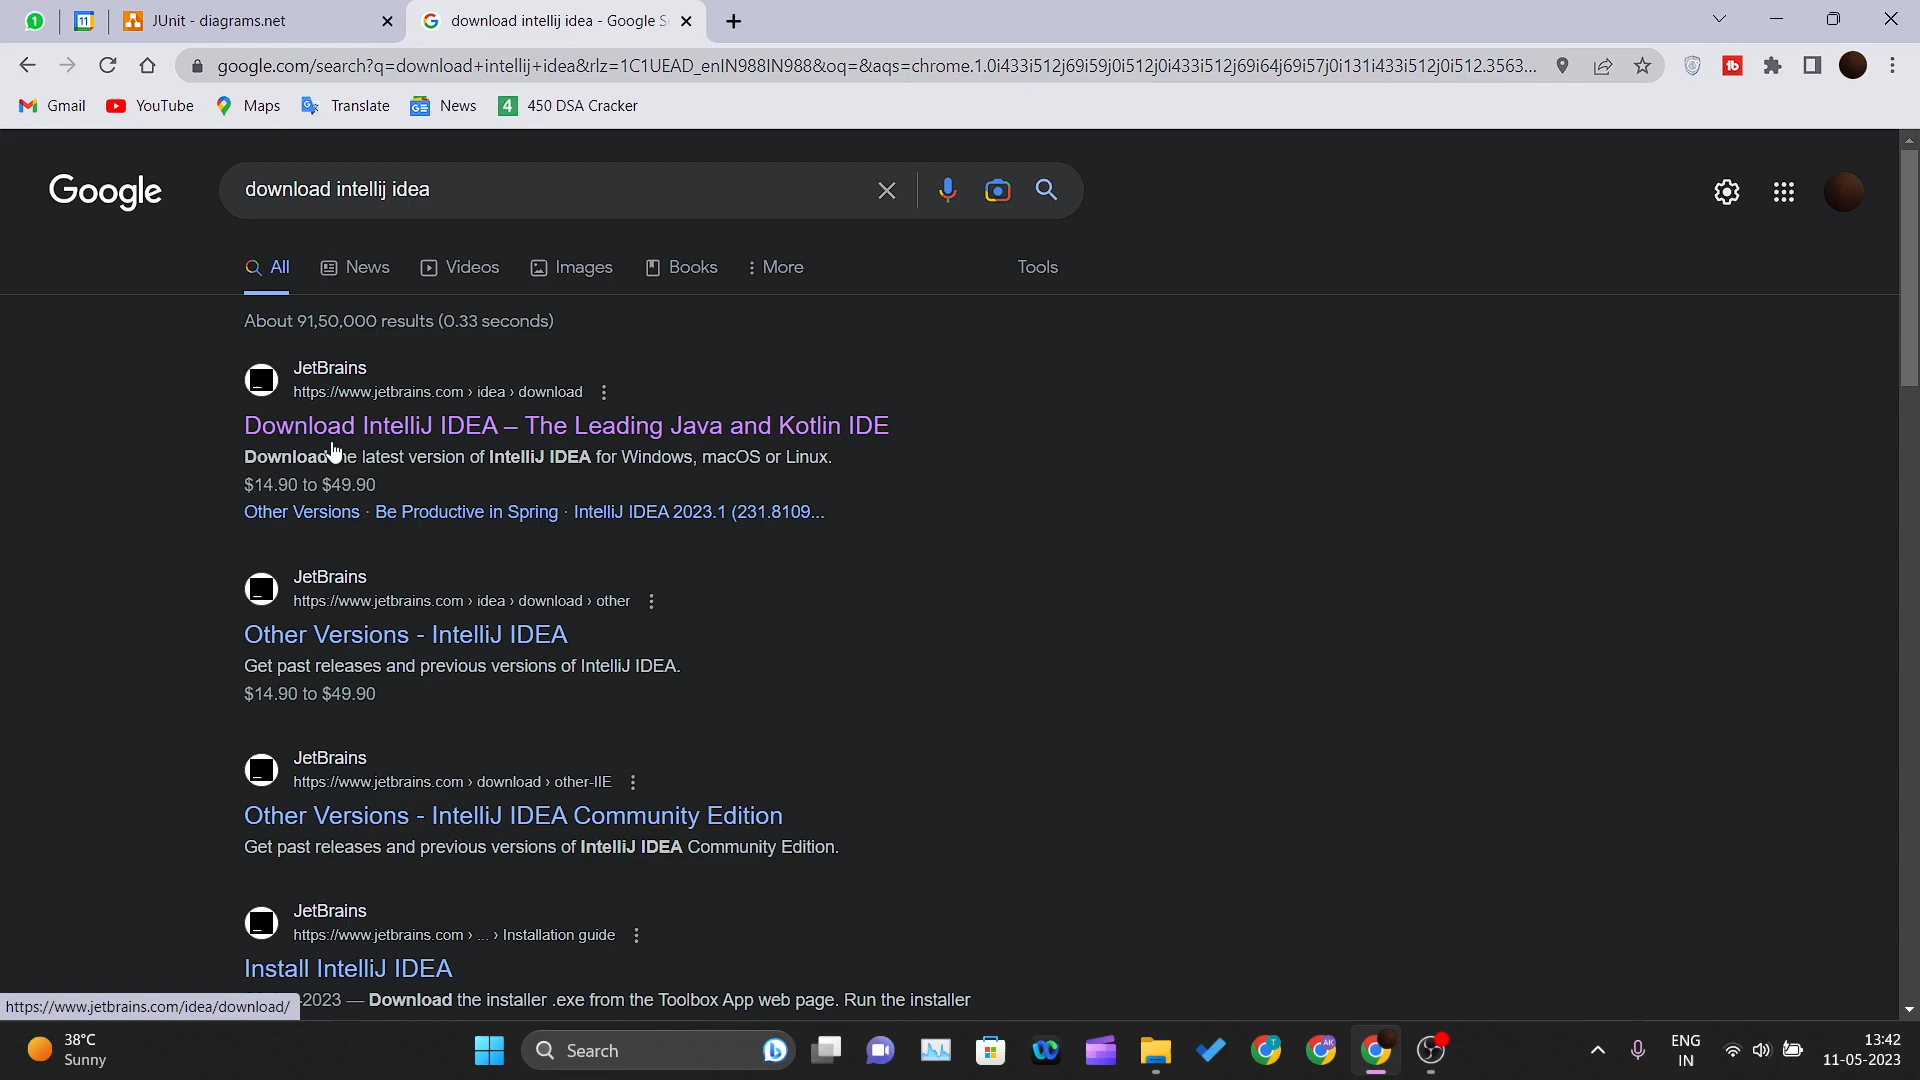 1
11
JUnit - diagrams.net
download intellij idea - Google S
google.com/search?q=download+intellij+idea&rlz=1C1UEAD_enIN988IN988&oq=&aqs=chrome.1.0i433i512j69i59j0i512j0i433i512j69i64j69i57j0i131i433i512j0i512.3563...
Gmail
YouTube
Maps
Translate
News
4
450 DSA Cracker
Google
download intellij idea
All
News
Videos
Images
Books
More
Tools
About 91,50,000 results (0.33 seconds)
JetBrains
https://www.jetbrains.com › idea › download
Download IntelliJ IDEA – The Leading Java and Kotlin IDE
Download the latest version of IntelliJ IDEA for Windows, macOS or Linux.
$14.90 to $49.90
Other Versions · Be Productive in Spring · IntelliJ IDEA 2023.1 (231.8109...
JetBrains
https://www.jetbrains.com › idea › download › other
Other Versions - IntelliJ IDEA
Get past releases and previous versions of IntelliJ IDEA.
$14.90 to $49.90
JetBrains
https://www.jetbrains.com › download › other-IIE
Other Versions - IntelliJ IDEA Community Edition
Get past releases and previous versions of IntelliJ IDEA Community Edition.
JetBrains
https://www.jetbrains.com › ... › Installation guide
Install IntelliJ IDEA
-2023 — Download the installer .exe from the Toolbox App web page. Run the installer
https://www.jetbrains.com/idea/download/
38°C
Sunny
Search
T
AK
ENG
IN
13:42
11-05-2023